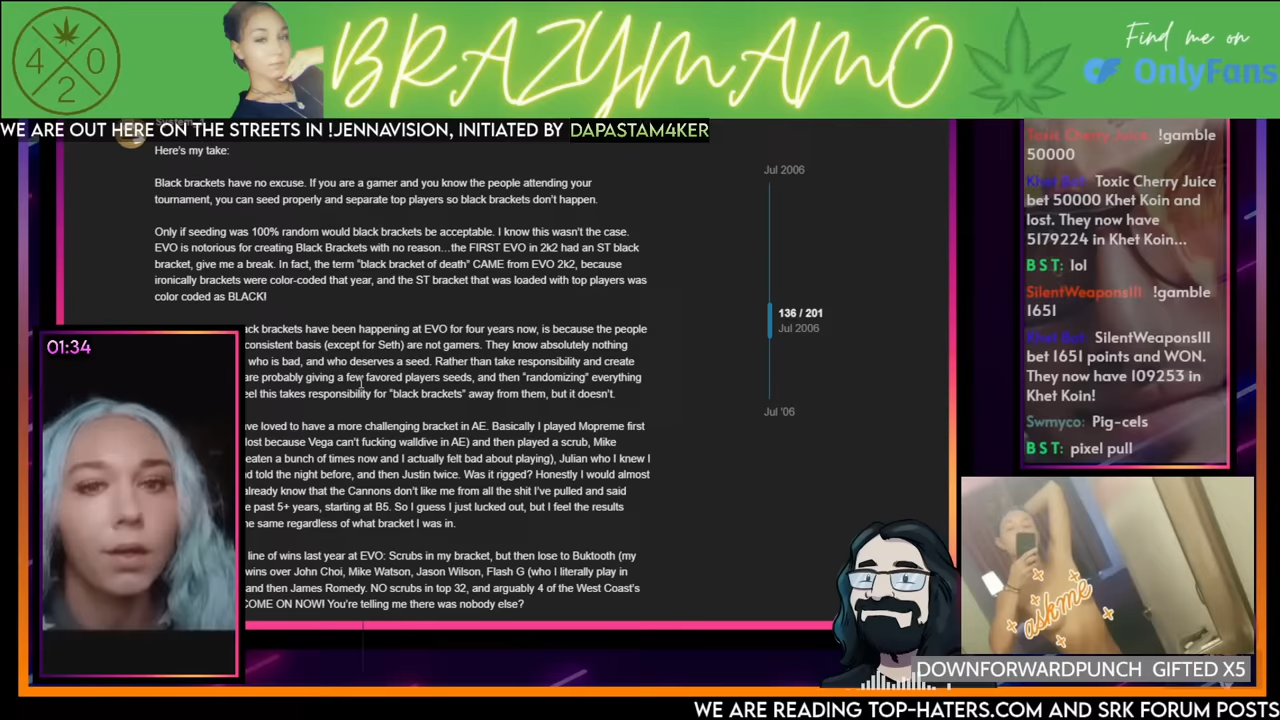 420
BRAZYMAMO
Find me on
OnlyFans
WE ARE OUT HERE ON THE STREETS IN !JENNAVISION, INITIATED BY DAPASTAM4KER
Here's my take:
Black brackets have no excuse. If you are a gamer and you know the people attending your
tournament, you can seed properly and separate top players so black brackets don't happen.
Only if seeding was 100% random would black brackets be acceptable. I know this wasn't the case.
EVO is notorious for creating Black Brackets with no reason...the FIRST EVO in 2k2 had an ST black
bracket, give me a break. In fact, the term "black bracket of death" CAME from EVO 2k2, because
ironically brackets were color-coded that year, and the ST bracket that was loaded with top players was
color coded as BLACK!
ack brackets have been happening at EVO for four years now, is because the people
consistent basis (except for Seth) are not gamers. They know absolutely nothing
who is bad, and who deserves a seed. Rather than take responsibility and create
are probably giving a few favored players seeds, and then "randomizing" everything
eel this takes responsibility for "black brackets" away from them, but it doesn't.
ve loved to have a more challenging bracket in AE. Basically I played Mopreme first
lost because Vega can't fucking walldive in AE) and then played a scrub, Mike
eaten a bunch of times now and I actually felt bad about playing), Julian who I knew I
d told the night before, and then Justin twice. Was it rigged? Honestly I would almost
already know that the Cannons don't like me from all the shit I've pulled and said
e past 5+ years, starting at B5. So I guess I just lucked out, but I feel the results
he same regardless of what bracket I was in.
line of wins last year at EVO: Scrubs in my bracket, but then lose to Buktooth (my
wins over John Choi, Mike Watson, Jason Wilson, Flash G (who I literally play in
and then James Romedy. NO scrubs in top 32, and arguably 4 of the West Coast's
COME ON NOW! You're telling me there was nobody else?
Jul 2006
136 / 201
Jul 2006
Jul '06
01:34
Toxic Cherry Juice: !gamble
50000
Khet Bot: Toxic Cherry Juice
bet 50000 Khet Koin and
lost. They now have
5179224 in Khet Koin...
B S T: lol
SilentWeaponsIII: !gamble
1651
Khet Bot: SilentWeaponsIII
bet 1651 points and WON.
They now have 109253 in
Khet Koin!
Swmyco: Pig-cels
B S T: pixel pull
askme
DOWNFORWARDPUNCH GIFTED X5
WE ARE READING TOP-HATERS.COM AND SRK FORUM POSTS